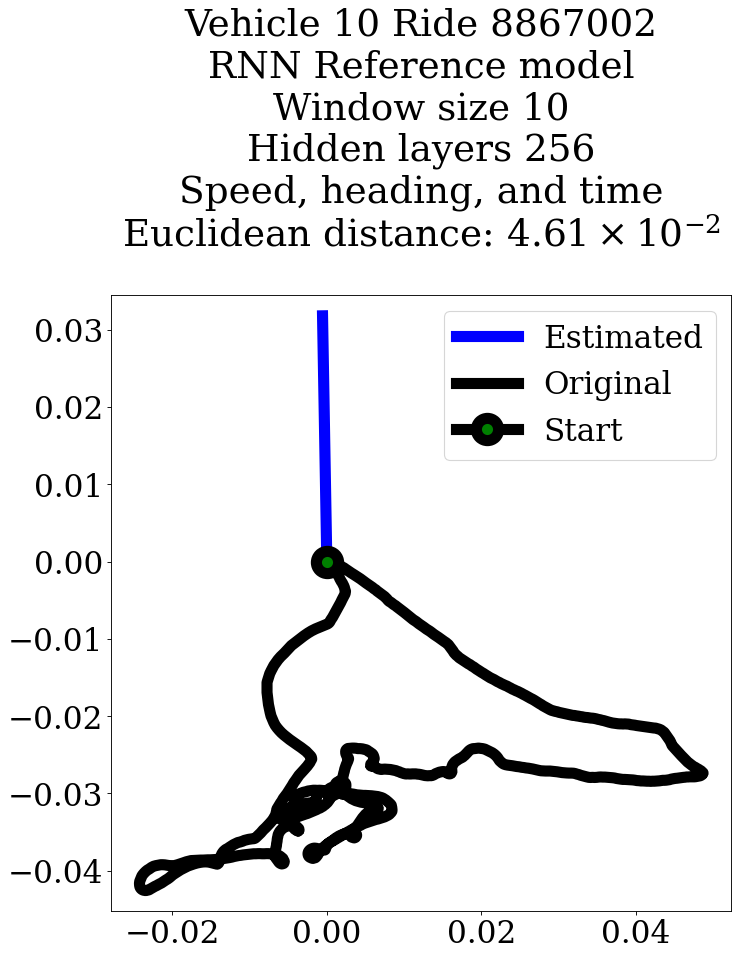 Vehicle 10 Ride 8867002
RNN Reference model
Window size 10
Hidden layers 256
Speed, heading, and time
Euclidean distance: 4.61 × 10⁻²
Estimated
Original
Start
0.03
0.02
0.01
0.00
−0.01
−0.02
−0.03
−0.04
−0.02
0.00
0.02
0.04